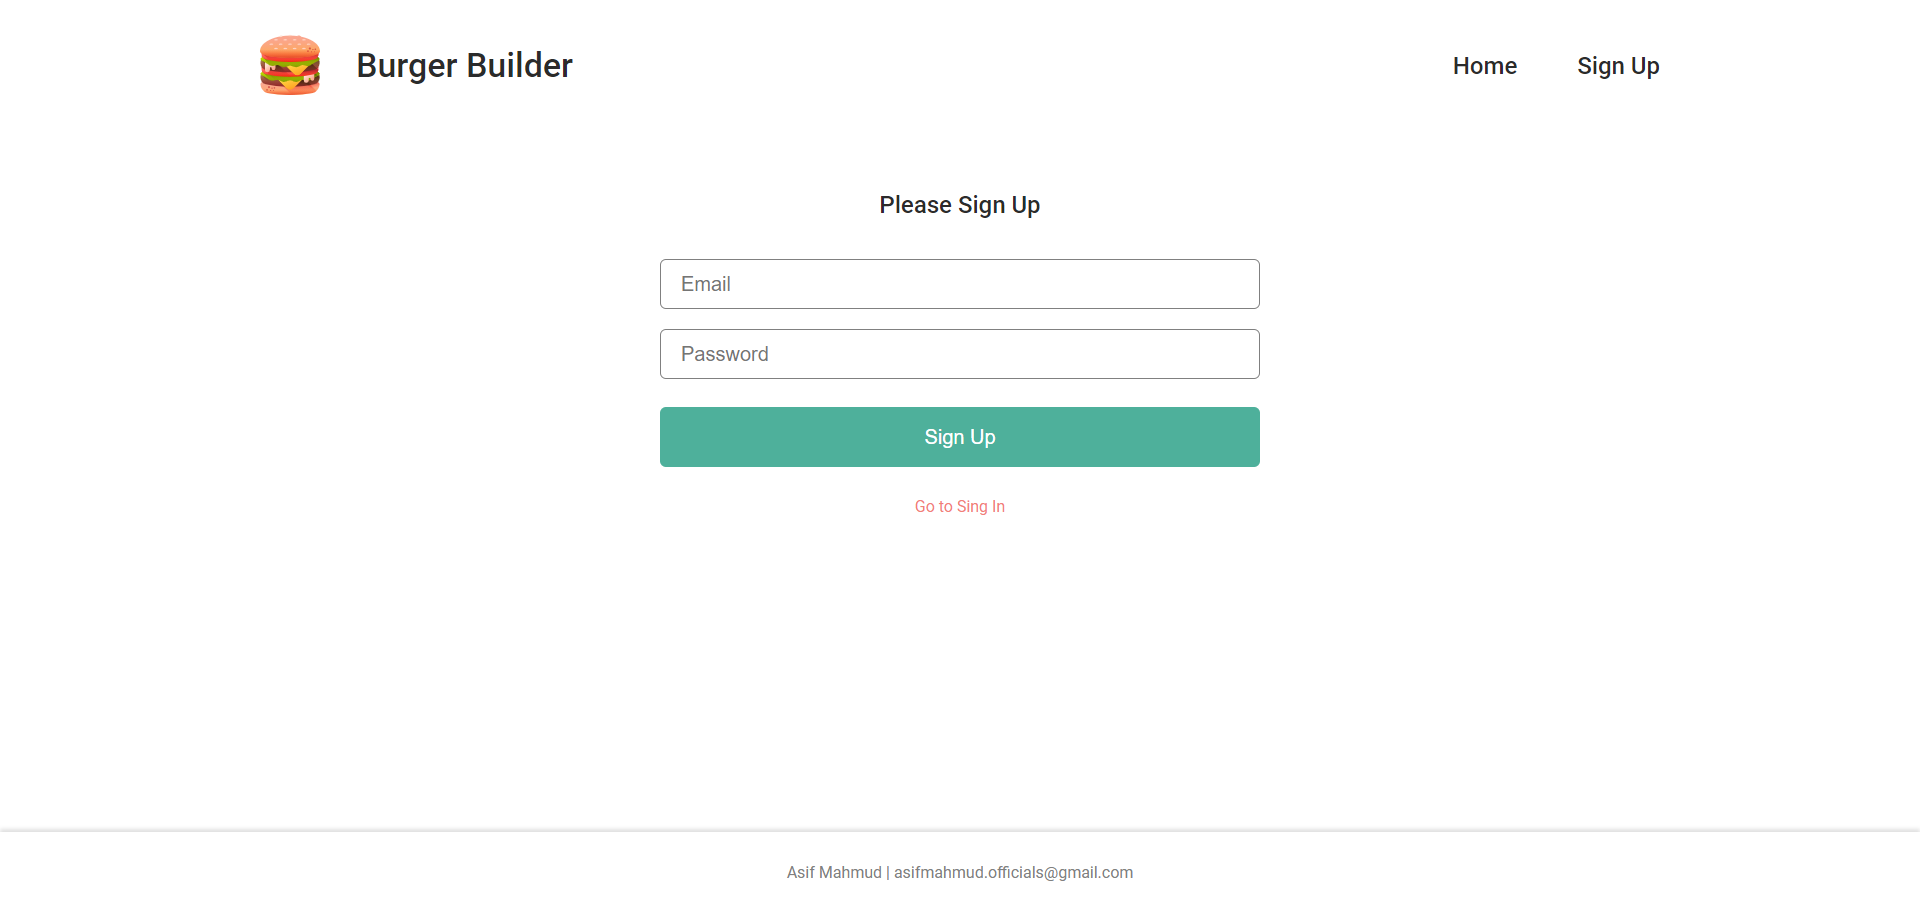 Burger Builder
Home
Sign Up
Please Sign Up
Email
Password
Sign Up
Go to Sing In
Asif Mahmud | asifmahmud.officials@gmail.com